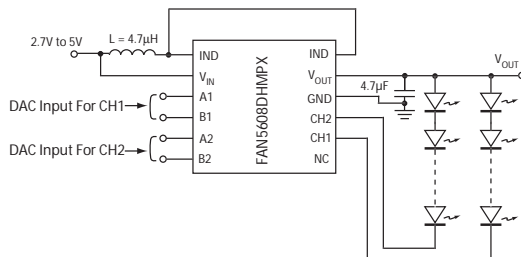 2.7V to 5V
L = 4.7µH
IND
V_IN
A1
B1
A2
B2
DAC Input For CH1
DAC Input For CH2
FAN5608DHMPX
IND
V_OUT
GND
CH2
CH1
NC
4.7µF
V_OUT